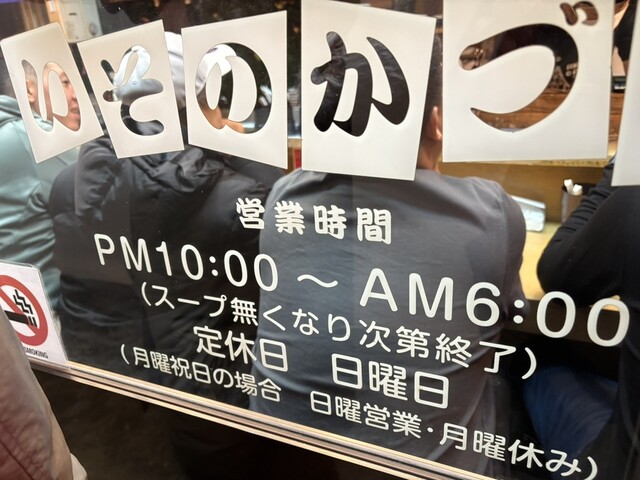 いそのかづ
営業時間
PM10:00 ～ AM6:00
(スープ無くなり次第終了)
定休日 日曜日
(月曜祝日の場合 日曜営業・月曜休み)
SMOKING